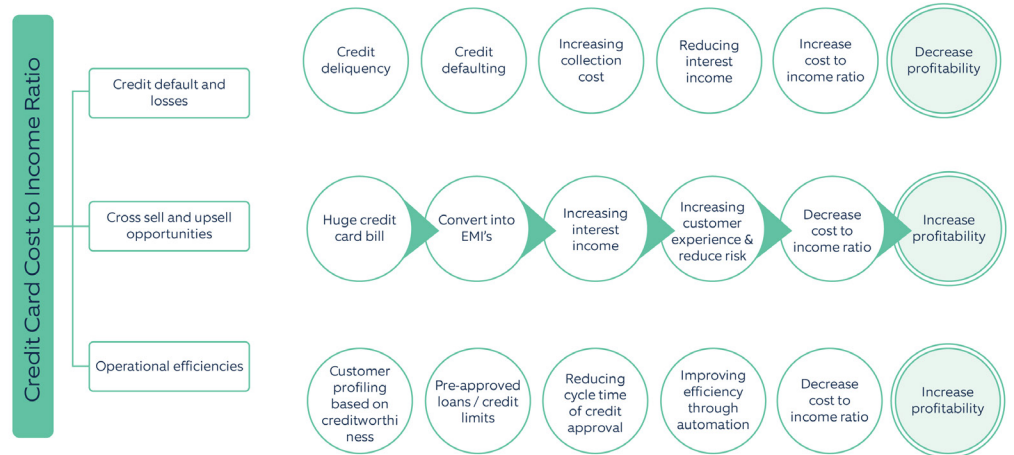 Credit Card Cost to Income Ratio
Credit default and
losses
Credit
deliquency
Credit
defaulting
Increasing
collection
cost
Reducing
interest
income
Increase
cost to
income ratio
Decrease
profitability
Cross sell and upsell
opportunities
Huge credit
card bill
Convert into
EMI's
Increasing
interest
income
Increasing
customer
experience &
reduce risk
Decrease
cost to
income ratio
Increase
profitability
Operational efficiencies
Customer
profiling
based on
creditworthi
ness
Pre-approved
loans / credit
limits
Reducing
cycle time
of credit
approval
Improving
efficiency
through
automation
Decrease
cost to
income ratio
Increase
profitability